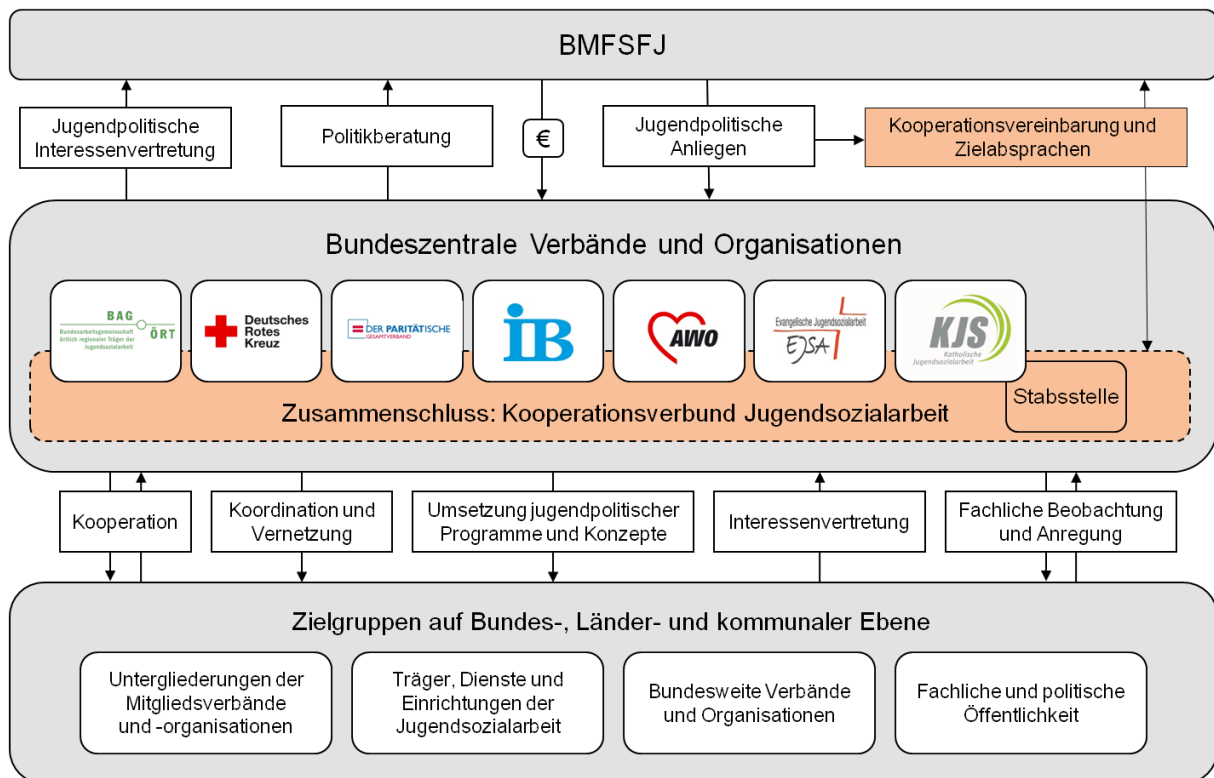 BMFSFJ
Jugendpolitische
Interessenvertretung
Politikberatung
€
Jugendpolitische
Anliegen
Kooperationsvereinbarung und
Zielabsprachen
Bundeszentrale Verbände und Organisationen
BAG
ÖRT
Bundesarbeitsgemeinschaft
örtlich regionaler Träger der
Jugendsozialarbeit
Deutsches
Rotes
Kreuz
DER PARITÄTISCHE
GESAMTVERBAND
iB
AWO
Evangelische Jugendsozialarbeit
EJSA
KJS
Katholische
Jugendsozialarbeit
Zusammenschluss: Kooperationsverbund Jugendsozialarbeit
Stabsstelle
Kooperation
Koordination und
Vernetzung
Umsetzung jugendpolitischer
Programme und Konzepte
Interessenvertretung
Fachliche Beobachtung
und Anregung
Zielgruppen auf Bundes-, Länder- und kommunaler Ebene
Untergliederungen der
Mitgliedsverbände
und -organisationen
Träger, Dienste und
Einrichtungen der
Jugendsozialarbeit
Bundesweite Verbände
und Organisationen
Fachliche und politische
Öffentlichkeit